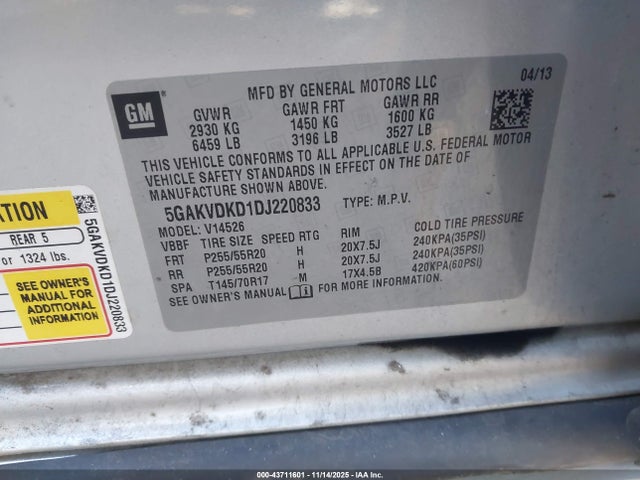 MFD BY GENERAL MOTORS LLC 04/13
GM
GVWR GAWR FRT GAWR RR
2930 KG 1450 KG 1600 KG
6459 LB 3196 LB 3527 LB
THIS VEHICLE CONFORMS TO ALL APPLICABLE U.S. FEDERAL MOTOR
VEHICLE SAFETY STANDARDS IN EFFECT ON THE DATE OF
MANUFACTURE SHOWN ABOVE.
5GAKVDKD1DJ220833 TYPE: M.P.V.
MODEL: V14526
VBBF TIRE SIZE SPEED RTG RIM COLD TIRE PRESSURE
FRT P255/55R20 H 20X7.5J 240KPA(35PSI)
RR P255/55R20 H 20X7.5J 240KPA(35PSI)
SPA T145/70R17 M 17X4.5B 420KPA(60PSI)
SEE OWNER'S MANUAL FOR MORE INFORMATION.
ATION
REAR 5
or 1324 lbs.
SEE OWNER'S
MANUAL FOR
ADDITIONAL
INFORMATION
5GAKVDKD1DJ220833
000-43711601 - 11/14/2025 - IAA Inc.